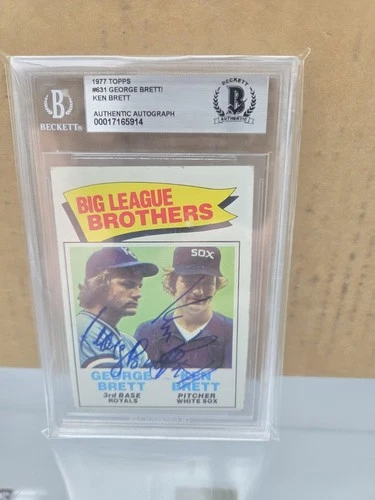 1977 TOPPS
#631 GEORGE BRETT/
KEN BRETT
AUTHENTIC AUTOGRAPH
00017165914
B
BECKETT
BECKETT
B
AUTHENTIC
BIG LEAGUE
BROTHERS
SOX
GEORGE
BRETT
3rd BASE
ROYALS
KEN
BRETT
PITCHER
WHITE SOX